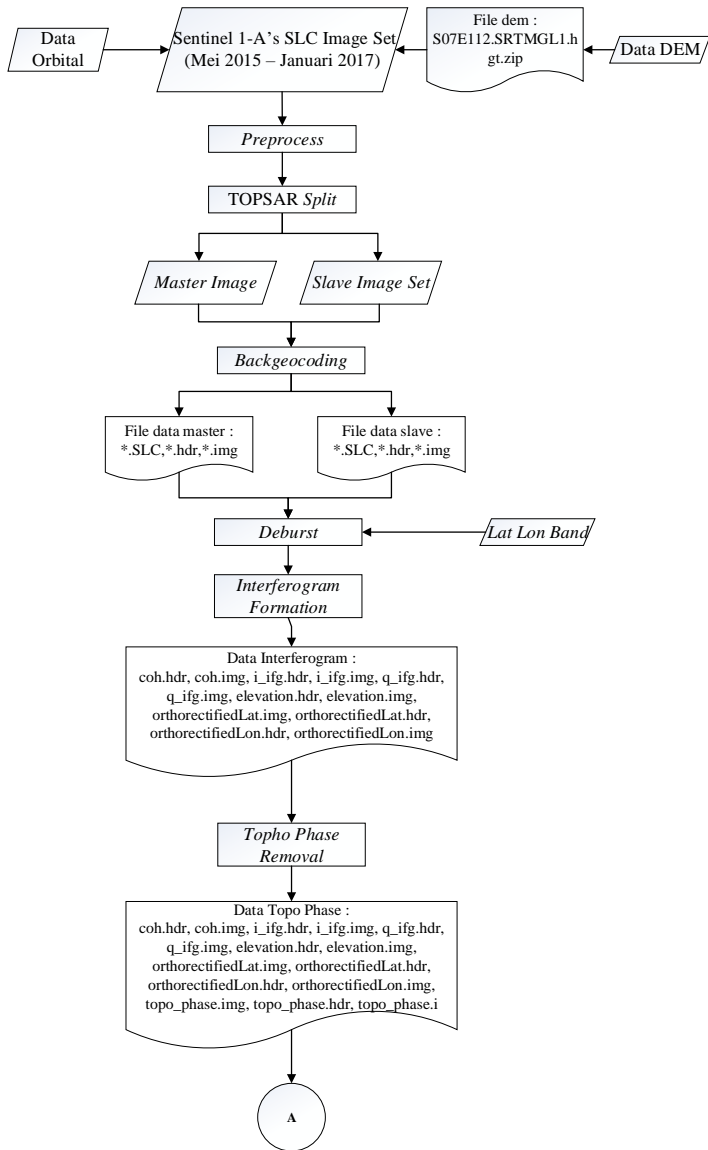 Data
Orbital
Sentinel 1-A's SLC Image Set
(Mei 2015 – Januari 2017)
File dem :
S07E112.SRTMGL1.h
gt.zip
Data DEM
Preprocess
TOPSAR Split
Master Image
Slave Image Set
Backgeocoding
File data master :
*.SLC,*.hdr,*.img
File data slave :
*.SLC,*.hdr,*.img
Deburst
Lat Lon Band
Interferogram
Formation
Data Interferogram :
coh.hdr, coh.img, i_ifg.hdr, i_ifg.img, q_ifg.hdr,
q_ifg.img, elevation.hdr, elevation.img,
orthorectifiedLat.img, orthorectifiedLat.hdr,
orthorectifiedLon.hdr, orthorectifiedLon.img
Topho Phase
Removal
Data Topo Phase :
coh.hdr, coh.img, i_ifg.hdr, i_ifg.img, q_ifg.hdr,
q_ifg.img, elevation.hdr, elevation.img,
orthorectifiedLat.img, orthorectifiedLat.hdr,
orthorectifiedLon.hdr, orthorectifiedLon.img,
topo_phase.img, topo_phase.hdr, topo_phase.i
A